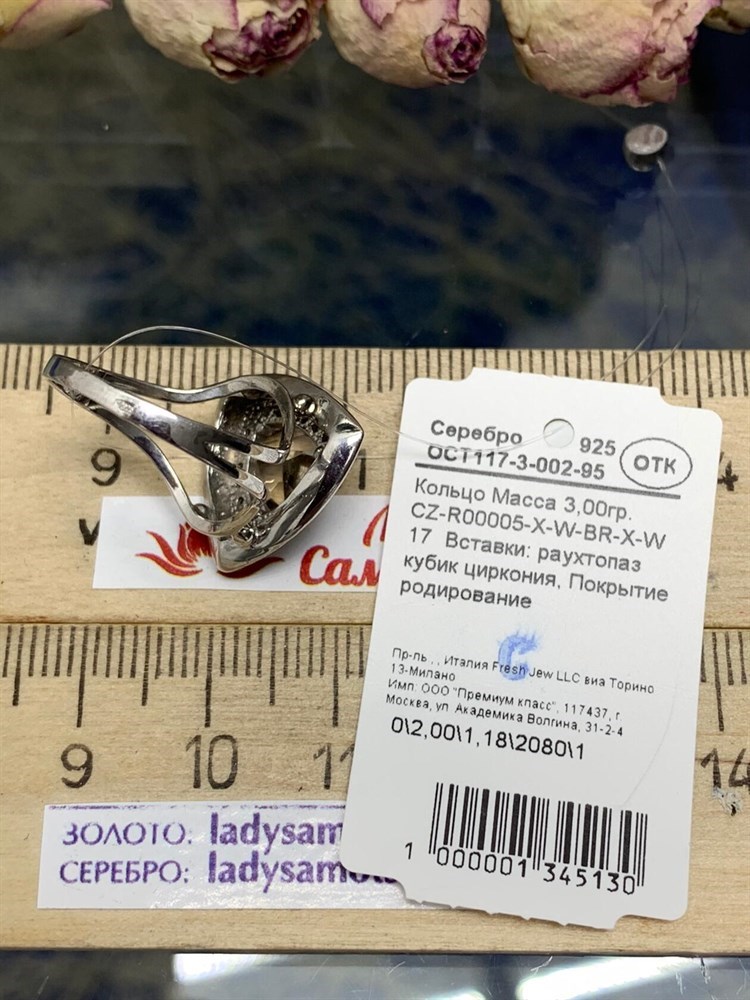 Серебро 925
ОСТ117-3-002-95 ОТК
Кольцо Масса 3,00гр.
CZ-R00005-X-W-BR-X-W
17 Вставки: раухтопаз
кубик циркония, Покрытие
родирование
Пр-ль , , Италия Fresh Jew LLC виа Торино
13-Милано
Имп: ООО "Премиум класс", 117437, г.
Москва, ул. Академика Волгина, 31-2-4
0\2,00\1,18\2080\1
1 000001 345130
9
Сам
9 10 11 14
ЗОЛОТО: ladysam
СЕРЕБРО: ladysamo